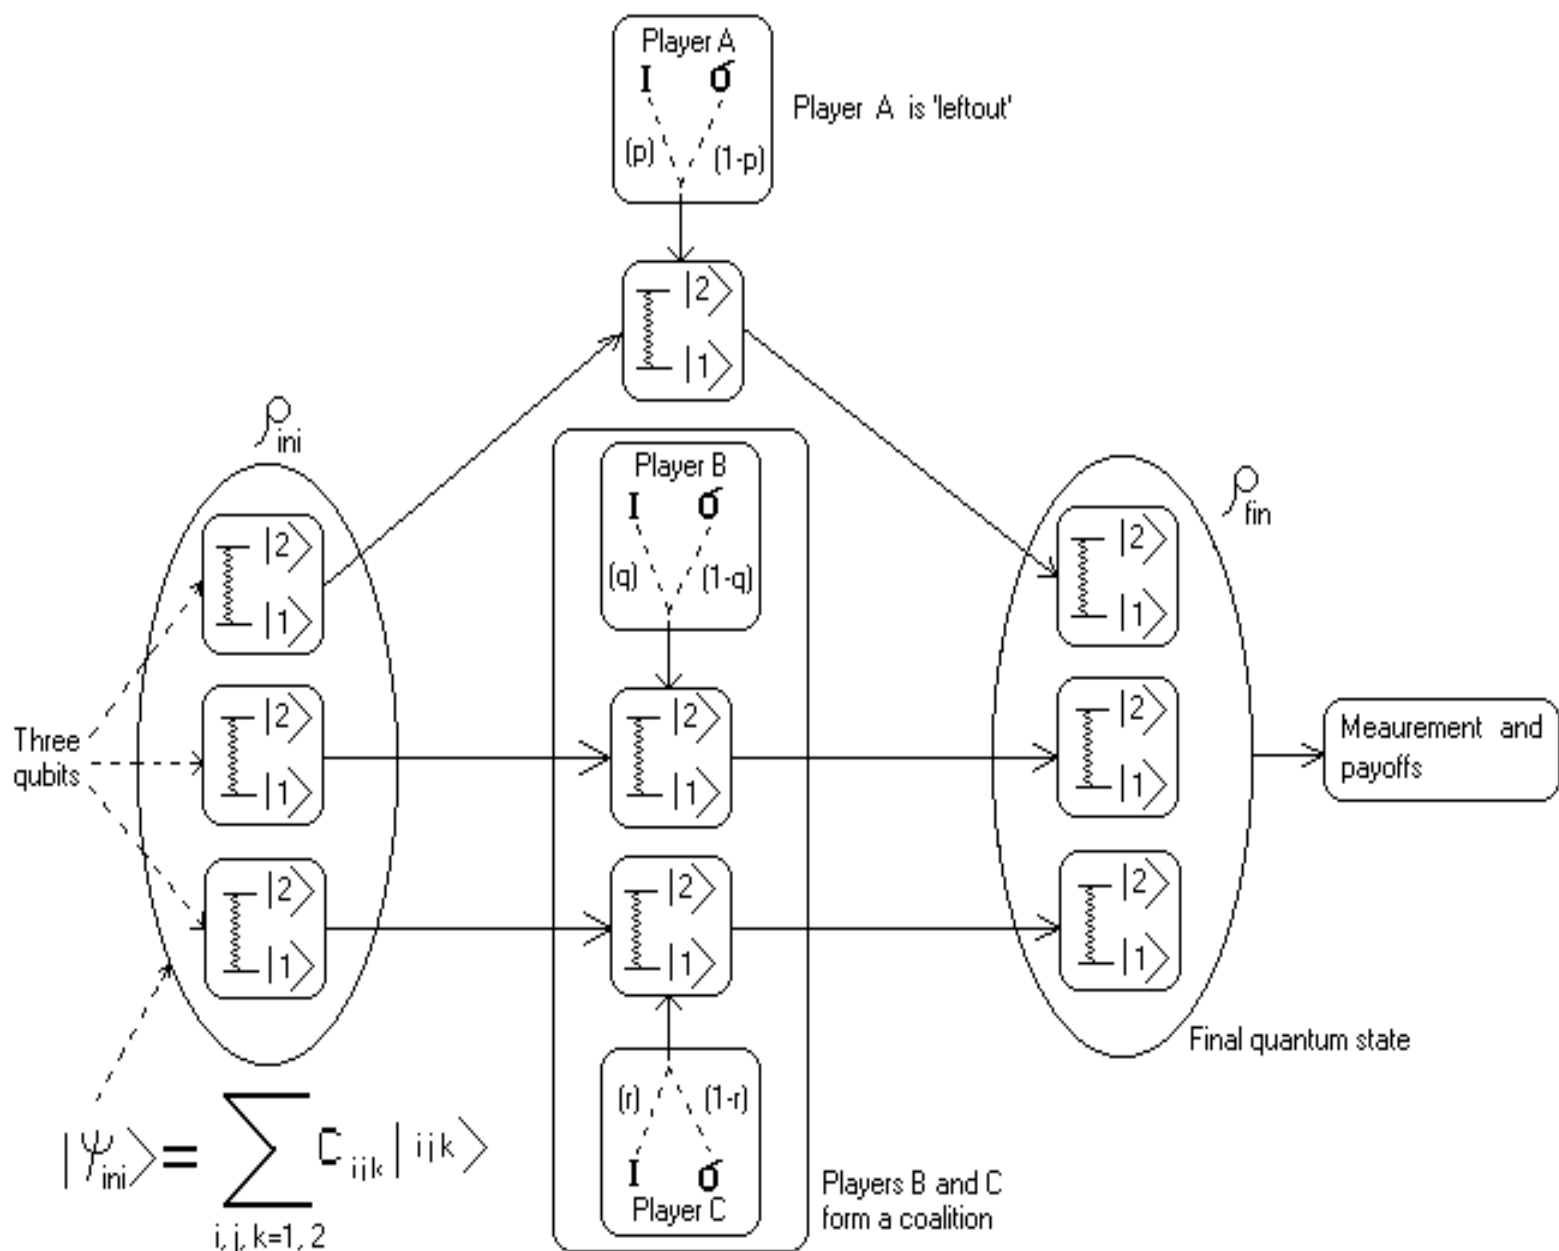 Player A
I σ
(p) (1-p)
Player A is 'leftout'
|2>
|1>
ρ ini
Player B
I σ
(q) (1-q)
ρ fin
|2>
|1>
|2>
|1>
|2>
|1>
|2>
|1>
|2>
|1>
Three
qubits
Meaurement and
payoffs
|2>
|1>
|2>
|1>
|2>
|1>
Final quantum state
(r) (1-r)
I σ
Player C
|ψini> = ∑ Cijk |ijk>
i, j, k=1, 2
Players B and C
form a coalition